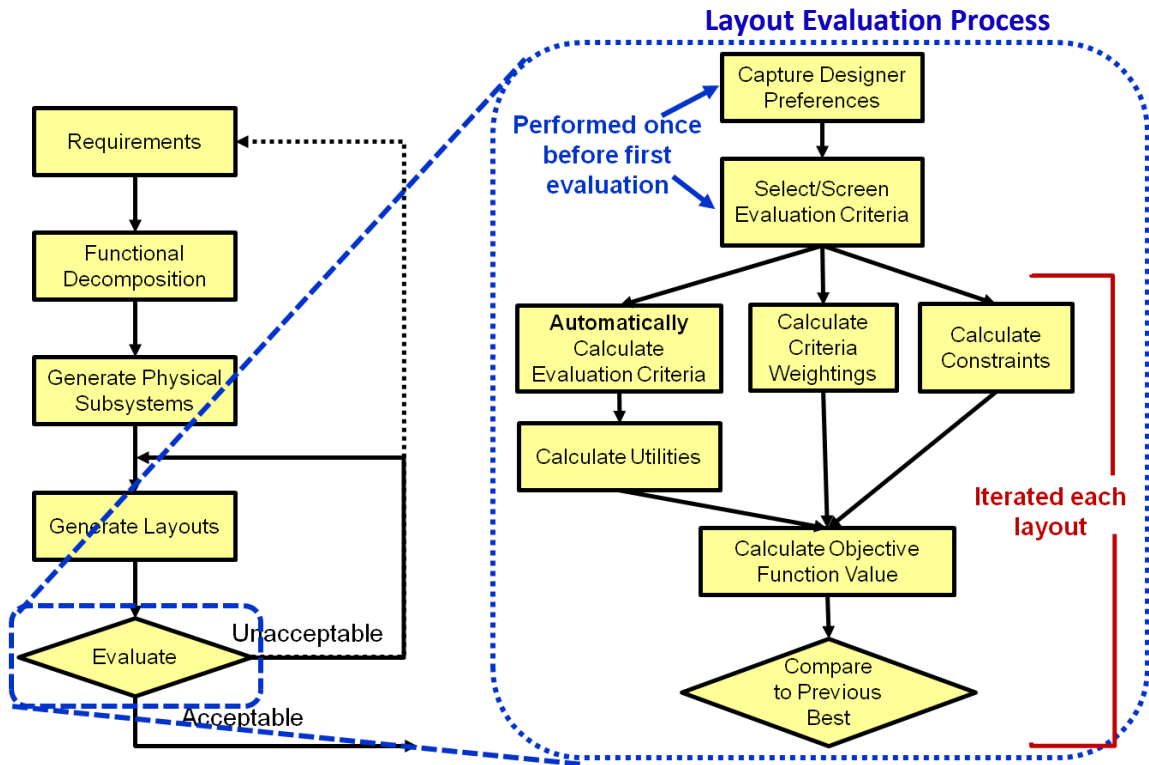 Layout Evaluation Process
Requirements
Functional
Decomposition
Generate Physical
Subsystems
Generate Layouts
Evaluate
Unacceptable
Acceptable
Capture Designer
Preferences
Performed once
before first
evaluation
Select/Screen
Evaluation Criteria
Automatically
Calculate
Evaluation Criteria
Calculate
Criteria
Weightings
Calculate
Constraints
Calculate Utilities
Iterated each
layout
Calculate Objective
Function Value
Compare
to Previous
Best